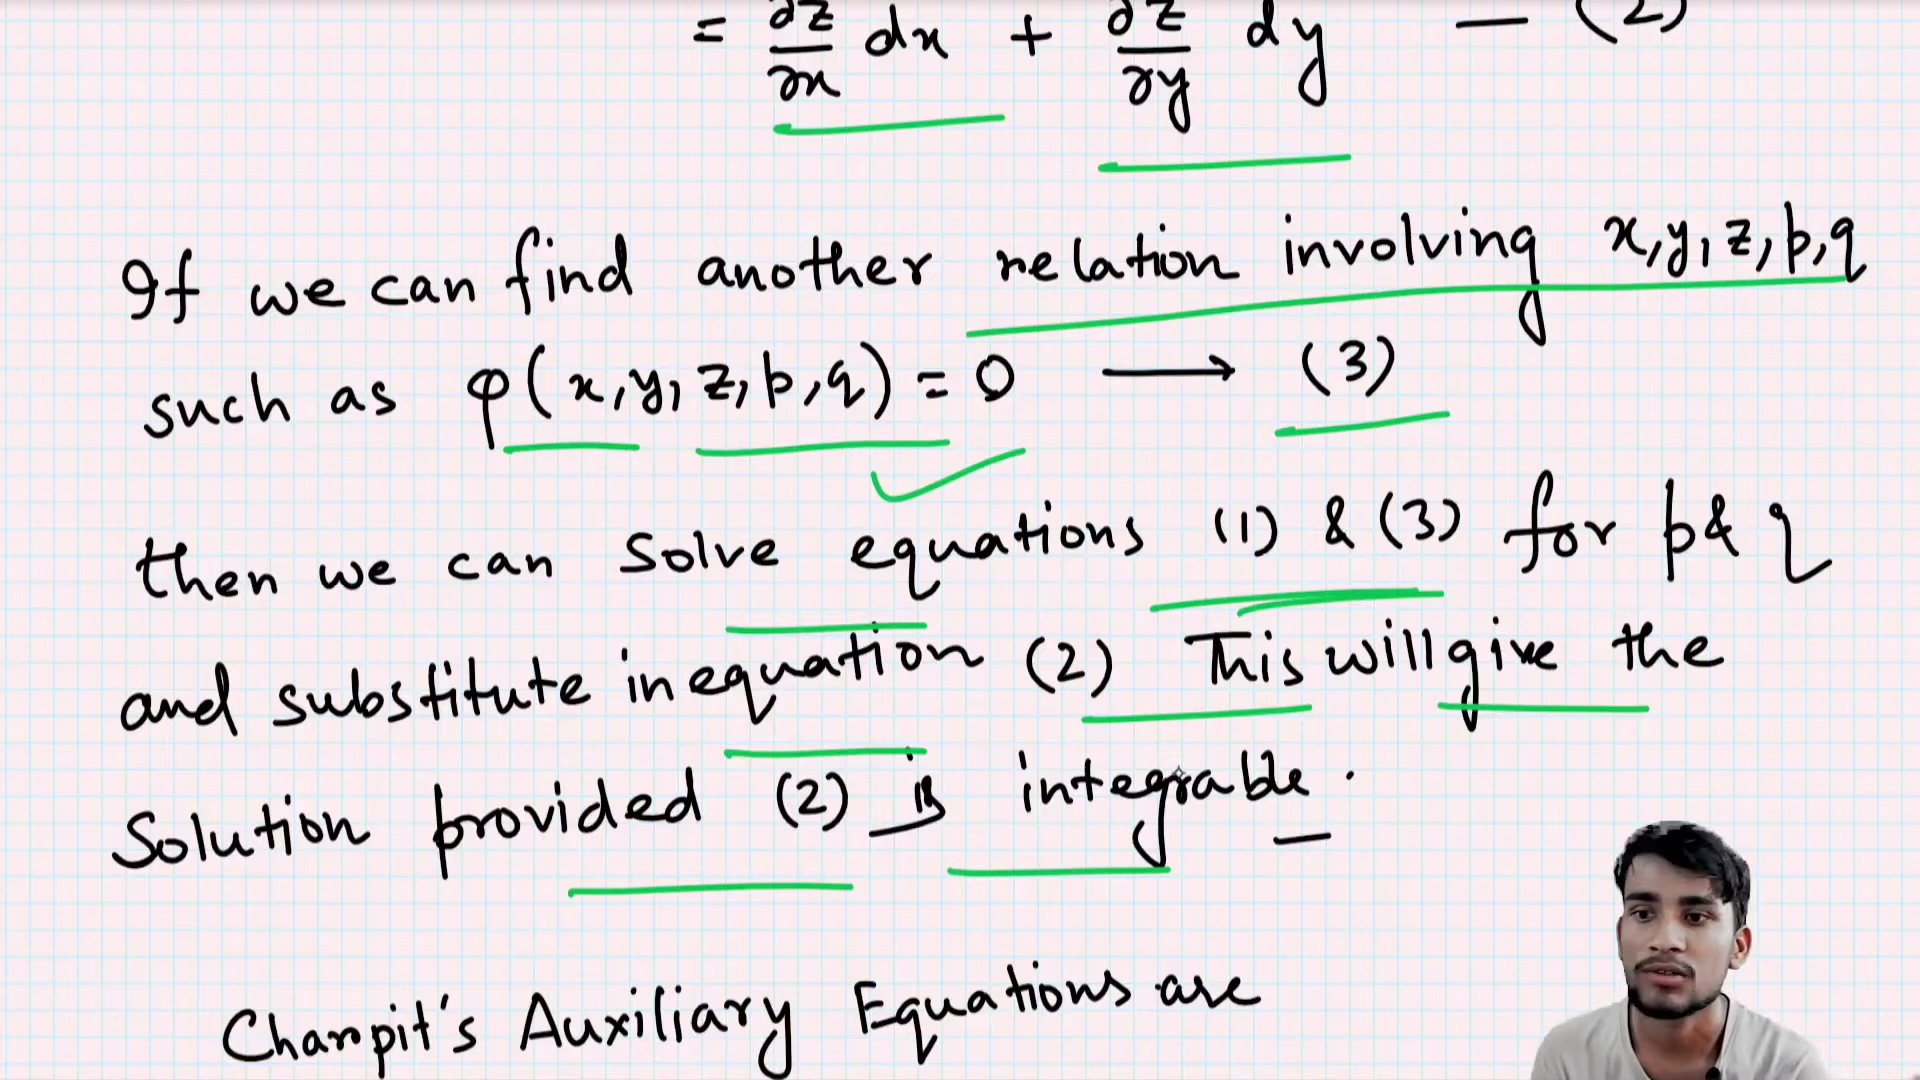 = ∂z/∂x dx + ∂z/∂y dy — (2)
If we can find another relation involving x, y, z, p, q
such as φ(x, y, z, p, q) = 0 → (3)
then we can solve equations (1) & (3) for p & q
and substitute in equation (2) This will give the
Solution provided (2) is integrable.
Charpit's Auxiliary Equations are